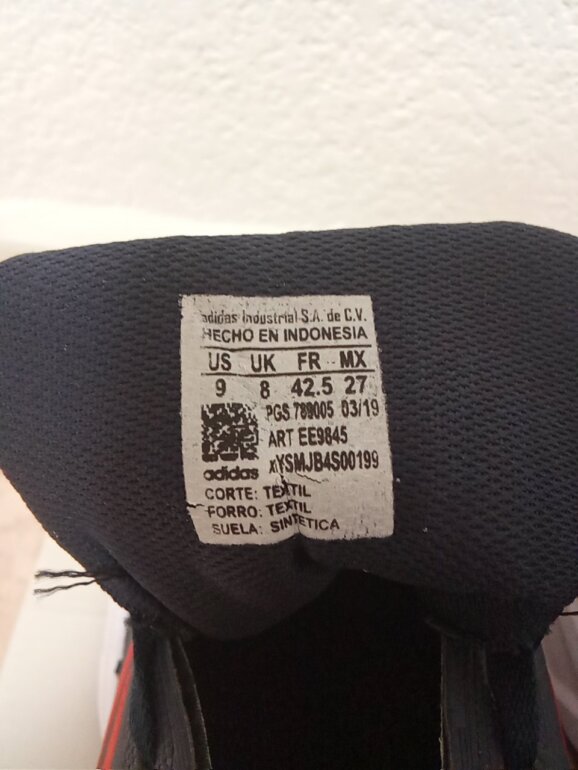 adidas Industrial S.A. de C.V.
HECHO EN INDONESIA
US UK FR MX
9 8 42.5 27
PGS 789005 03/19
ART EE9845
xYSMJB4S00199
adidas
CORTE: TEXTIL
FORRO: TEXTIL
SUELA: SINTETICA